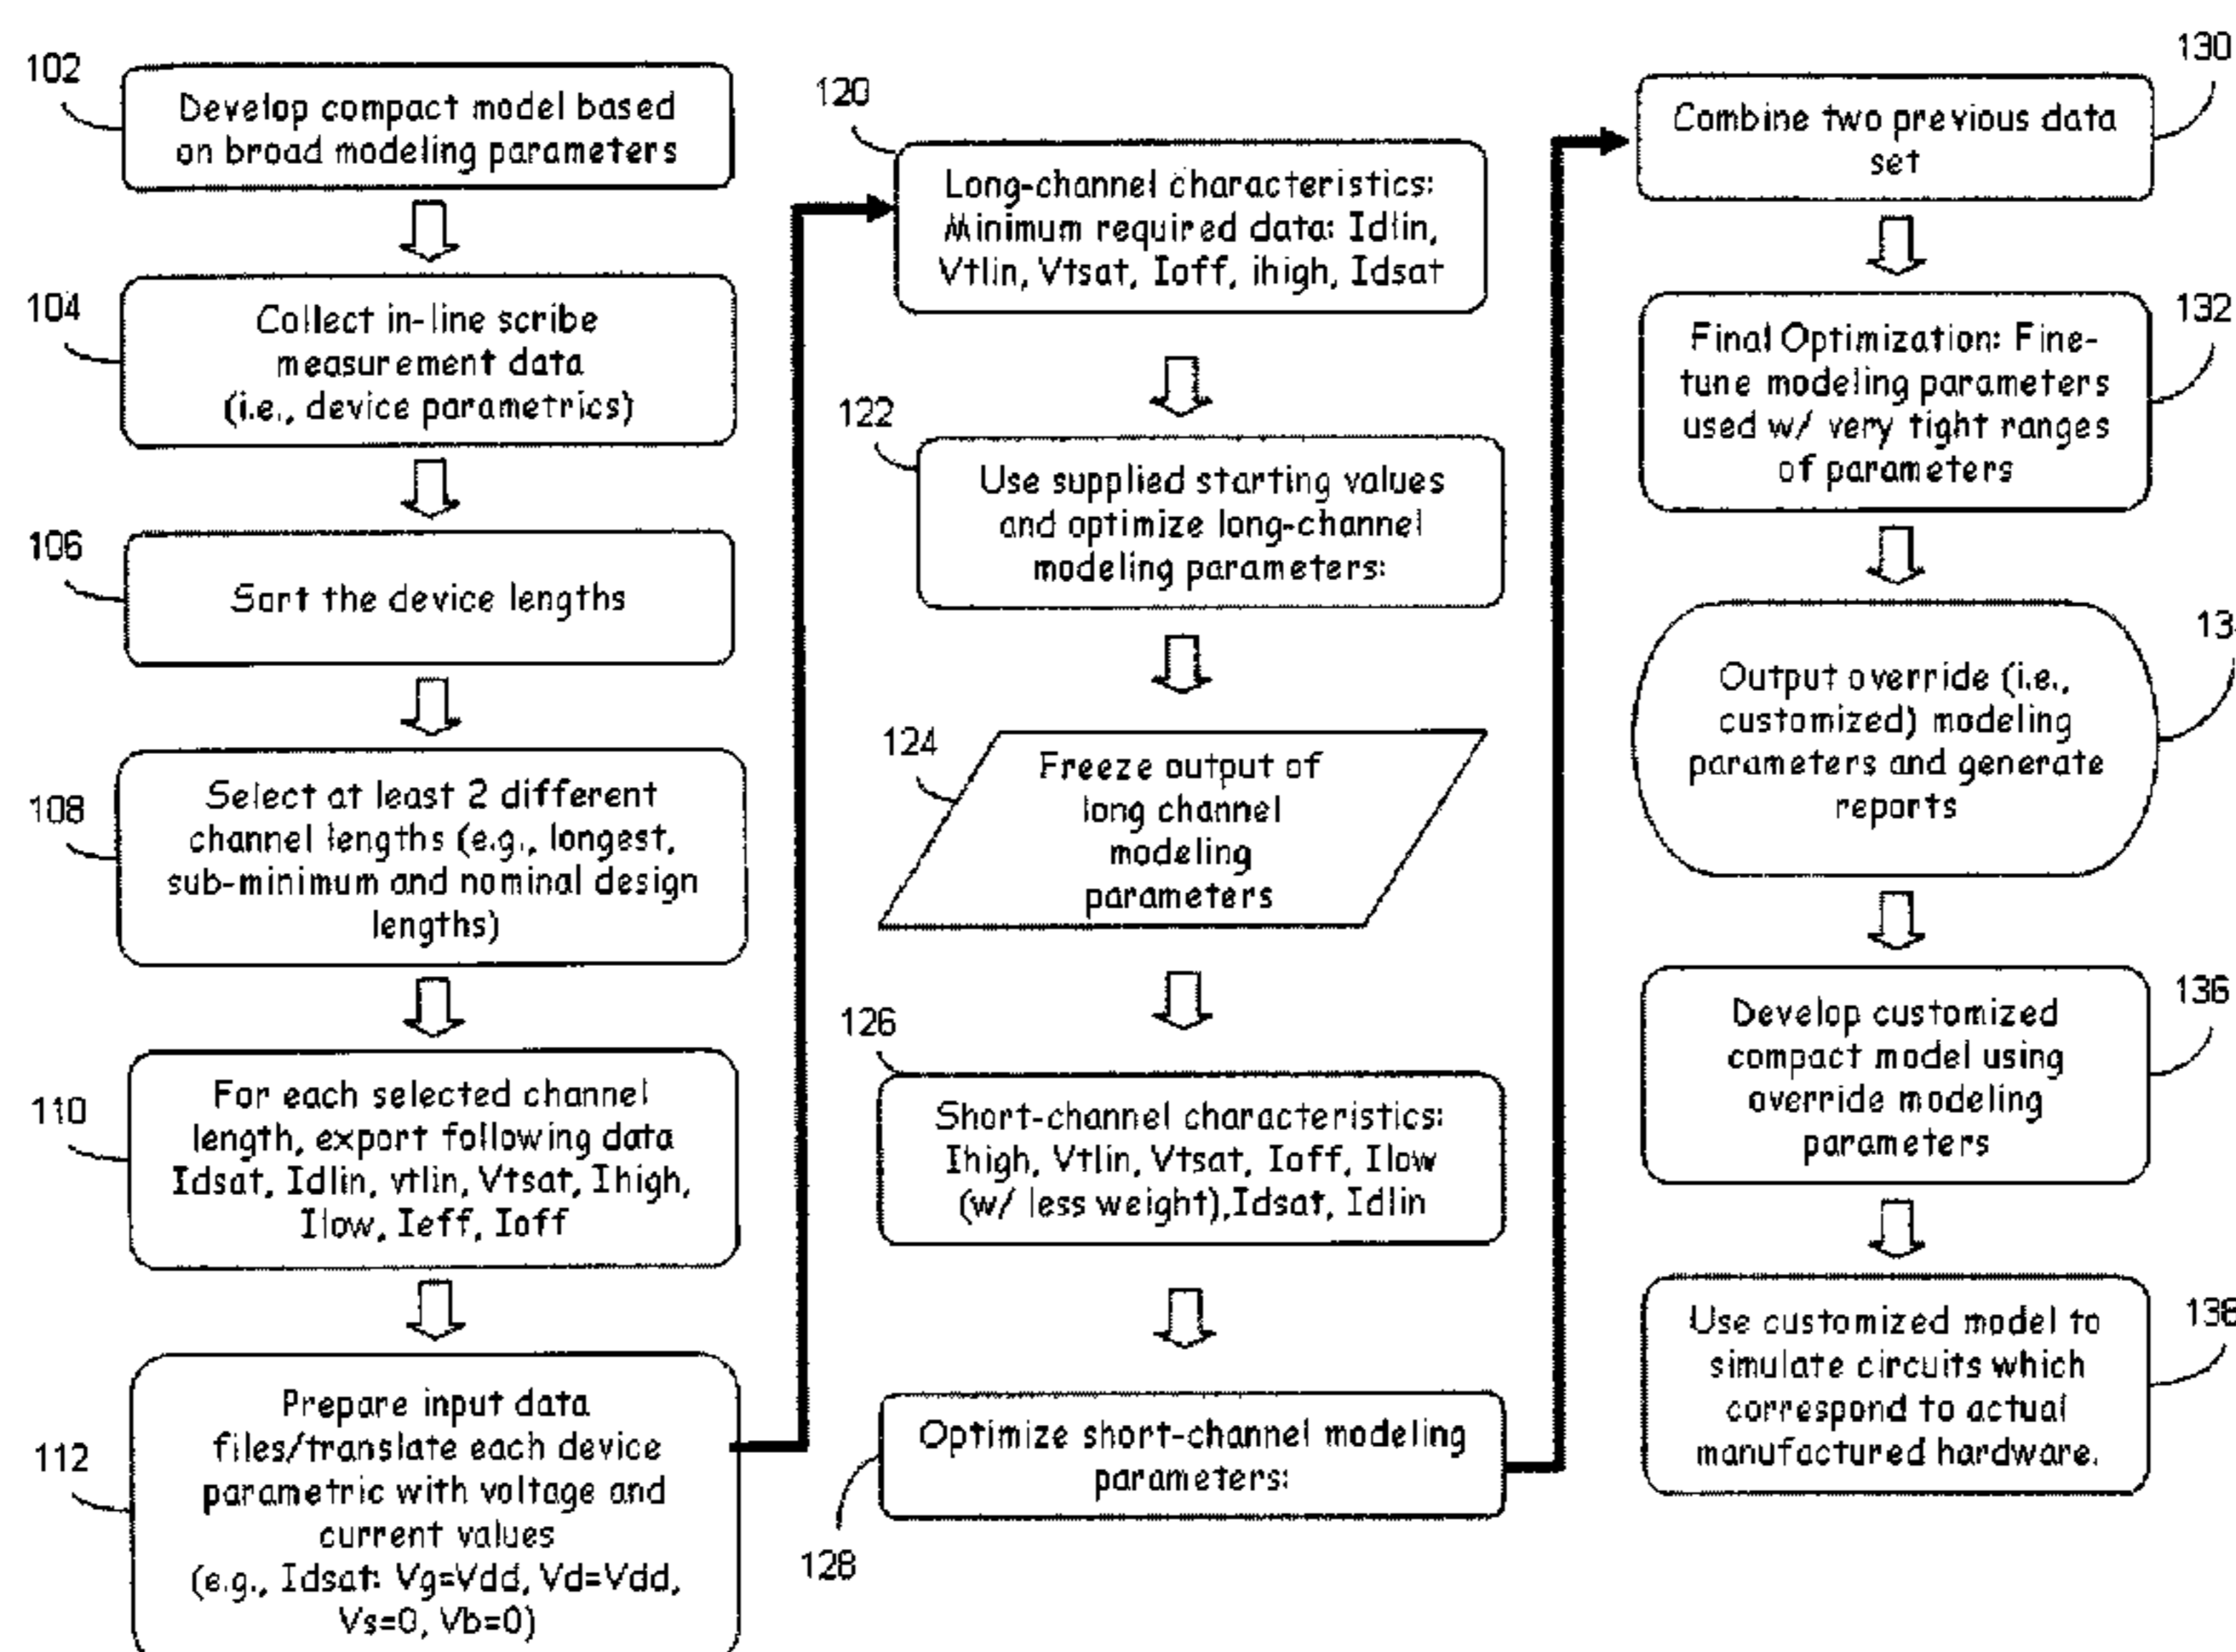 102
Develop compact model based
on broad modeling parameters
104
Collect in-line scribe
measurement data
(i.e., device parametrics)
106
Sort the device lengths
108
Select at least 2 different
channel lengths (e.g., longest,
sub-minimum and nominal design
lengths)
110
For each selected channel
length, export following data
Idsat, Idlin, vtlin, Vtsat, Ihigh,
Ilow, Ieff, Ioff
112
Prepare input data
files/translate each device
parametric with voltage and
current values
(e.g., Idsat: Vg=Vdd, Vd=Vdd,
Vs=0, Vb=0)
120
Long-channel characteristics:
Minimum required data: Idlin,
Vtlin, Vtsat, Ioff, ihigh, Idsat
122
Use supplied starting values
and optimize long-channel
modeling parameters:
124
Freeze output of
long channel
modeling
parameters
126
Short-channel characteristics:
Ihigh, Vtlin, Vtsat, Ioff, Ilow
(w/ less weight),Idsat, Idlin
128
Optimize short-channel modeling
parameters:
130
Combine two previous data
set
132
Final Optimization: Fine-
tune modeling parameters
used w/ very tight ranges
of parameters
Output override (i.e.,
customized) modeling
parameters and generate
reports
136
Develop customized
compact model using
override modeling
parameters
138
Use customized model to
simulate circuits which
correspond to actual
manufactured hardware.